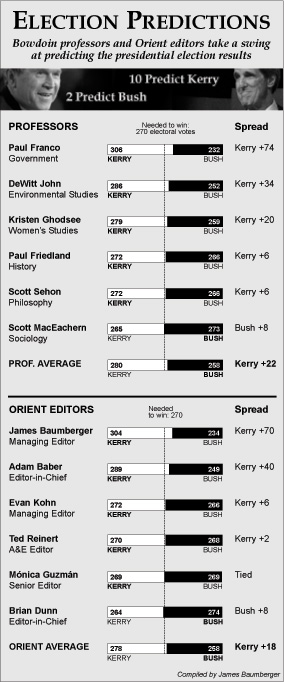 ELECTION PREDICTIONS
Bowdoin professors and Orient editors take a swing
at predicting the presidential election results
10 Predict Kerry
2 Predict Bush
PROFESSORS
Needed to win:
270 electoral votes
Spread
Paul Franco
Government
306 232
KERRY BUSH
Kerry +74
DeWitt John
Environmental Studies
286 252
KERRY BUSH
Kerry +34
Kristen Ghodsee
Women's Studies
279 259
KERRY BUSH
Kerry +20
Paul Friedland
History
272 266
KERRY BUSH
Kerry +6
Scott Sehon
Philosophy
272 266
KERRY BUSH
Kerry +6
Scott MacEachern
Sociology
265 273
KERRY BUSH
Bush +8
PROF. AVERAGE
280 258
KERRY BUSH
Kerry +22
ORIENT EDITORS
Needed
to win: 270
Spread
James Baumberger
Managing Editor
304 234
KERRY BUSH
Kerry +70
Adam Baber
Editor-in-Chief
289 249
KERRY BUSH
Kerry +40
Evan Kohn
Managing Editor
272 266
KERRY BUSH
Kerry +6
Ted Reinert
A&E Editor
270 268
KERRY BUSH
Kerry +2
Mónica Guzmán
Senior Editor
269 269
KERRY BUSH
Tied
Brian Dunn
Editor-in-Chief
264 274
KERRY BUSH
Bush +8
ORIENT AVERAGE
278 258
KERRY BUSH
Kerry +18
Compiled by James Baumberger